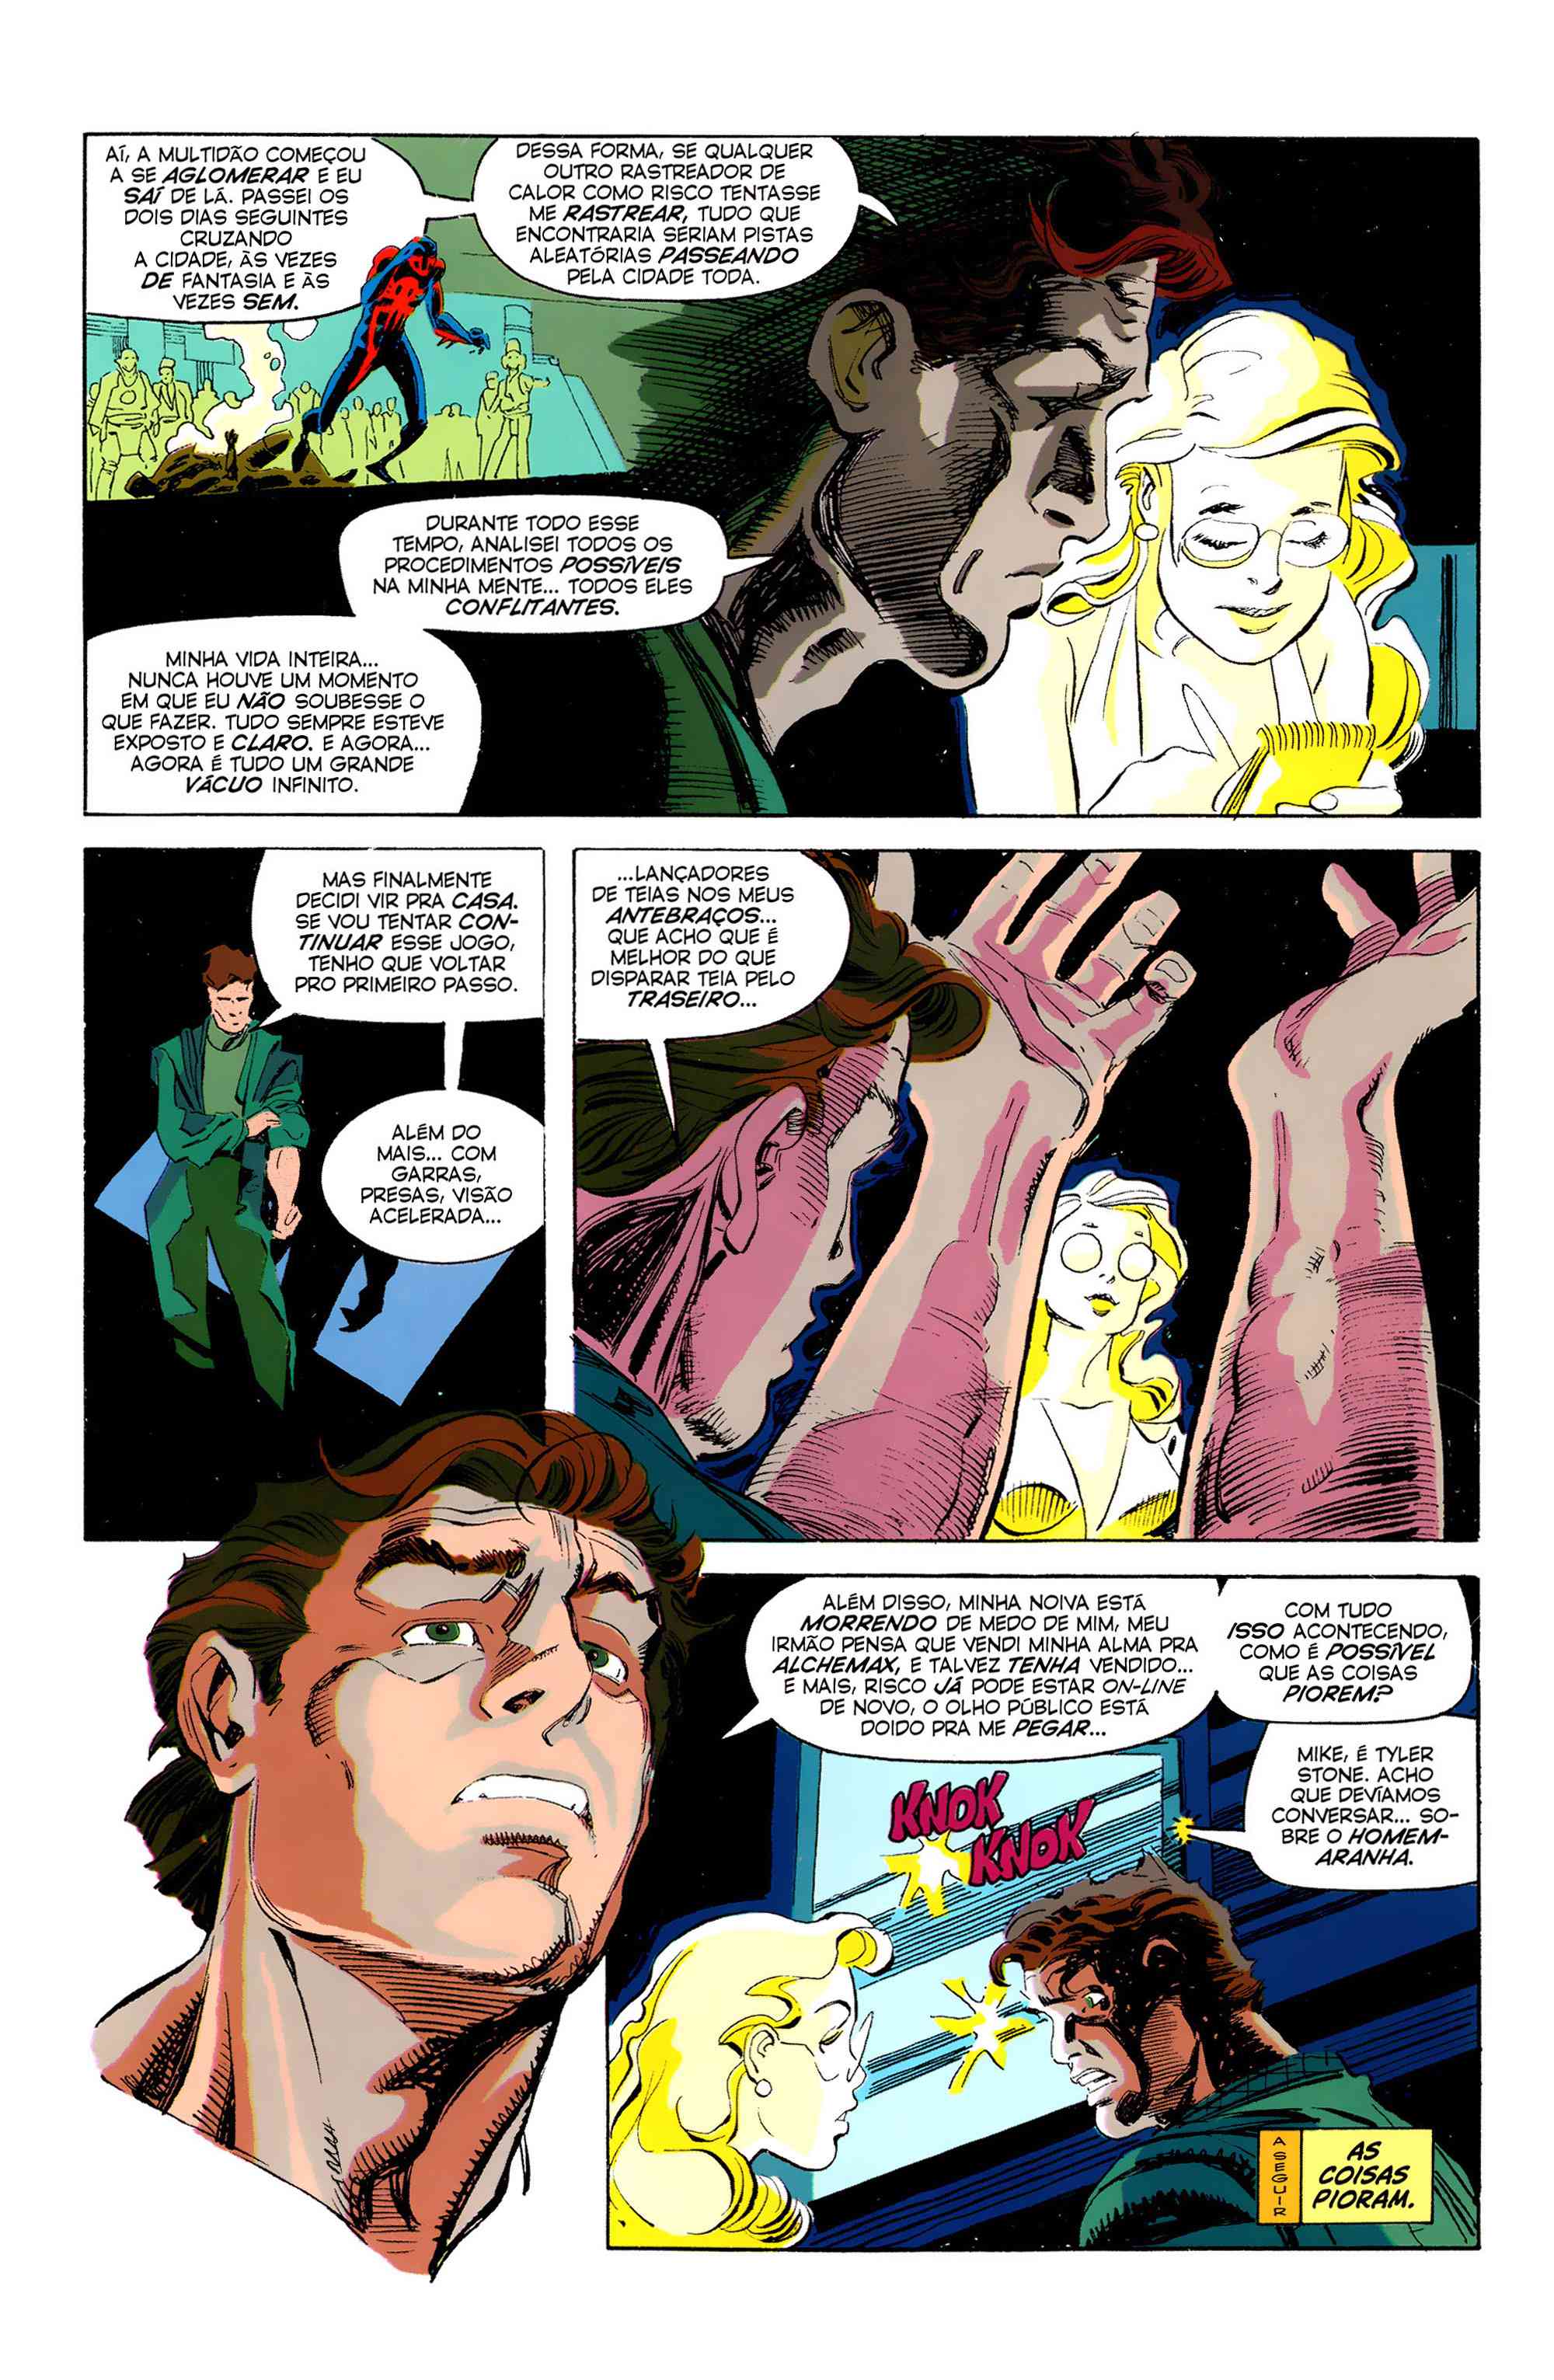 AÍ, A MULTIDÃO COMEÇOU
A SE AGLOMERAR E EU
SAÍ DE LÁ. PASSEI OS
DOIS DIAS SEGUINTES
CRUZANDO
A CIDADE, ÀS VEZES
DE FANTASIA E ÀS
VEZES SEM.
DESSA FORMA, SE QUALQUER
OUTRO RASTREADOR DE
CALOR COMO RISCO TENTASSE
ME RASTREAR, TUDO QUE
ENCONTRARIA SERIAM PISTAS
ALEATÓRIAS PASSEANDO
PELA CIDADE TODA.
DURANTE TODO ESSE
TEMPO, ANALISEI TODOS OS
PROCEDIMENTOS POSSÍVEIS
NA MINHA MENTE... TODOS ELES
CONFLITANTES.
MINHA VIDA INTEIRA...
NUNCA HOUVE UM MOMENTO
EM QUE EU NÃO SOUBESSE O
QUE FAZER. TUDO SEMPRE ESTEVE
EXPOSTO E CLARO. E AGORA...
AGORA É TUDO UM GRANDE
VÁCUO INFINITO.
MAS FINALMENTE
DECIDI VIR PRA CASA.
SE VOU TENTAR CON-
TINUAR ESSE JOGO,
TENHO QUE VOLTAR
PRO PRIMEIRO PASSO.
ALÉM DO
MAIS... COM
GARRAS,
PRESAS, VISÃO
ACELERADA...
...LANÇADORES
DE TEIAS NOS MEUS
ANTEBRAÇOS...
QUE ACHO QUE É
MELHOR DO QUE
DISPARAR TEIA PELO
TRASEIRO...
ALÉM DISSO, MINHA NOIVA ESTÁ
MORRENDO DE MEDO DE MIM, MEU
IRMÃO PENSA QUE VENDI MINHA ALMA PRA
ALCHEMAX, E TALVEZ TENHA VENDIDO...
E MAIS, RISCO JÁ PODE ESTAR ON-LINE
DE NOVO, O OLHO PÚBLICO ESTÁ
DOIDO PRA ME PEGAR...
COM TUDO
ISSO ACONTECENDO,
COMO É POSSÍVEL
QUE AS COISAS
PIOREM?
KNOK
KNOK
MIKE, É TYLER
STONE. ACHO
QUE DEVÍAMOS
CONVERSAR... SO-
BRE O HOMEM-
ARANHA.
A SEGUIR
AS
COISAS
PIORAM.